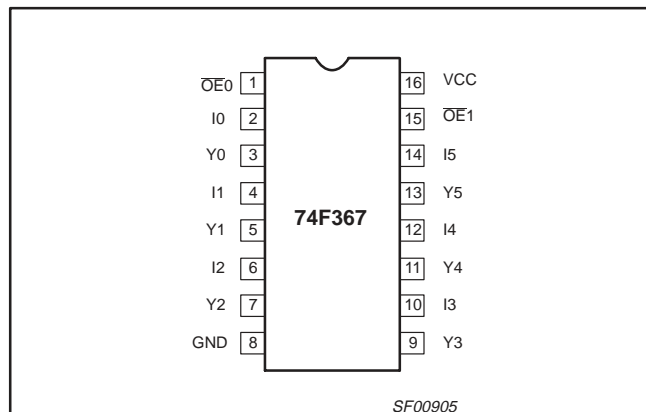 OE0 1 16 VCC
I0 2 15 OE1
Y0 3 14 I5
I1 4 13 Y5
74F367
Y1 5 12 I4
I2 6 11 Y4
Y2 7 10 I3
GND 8 9 Y3
SF00905